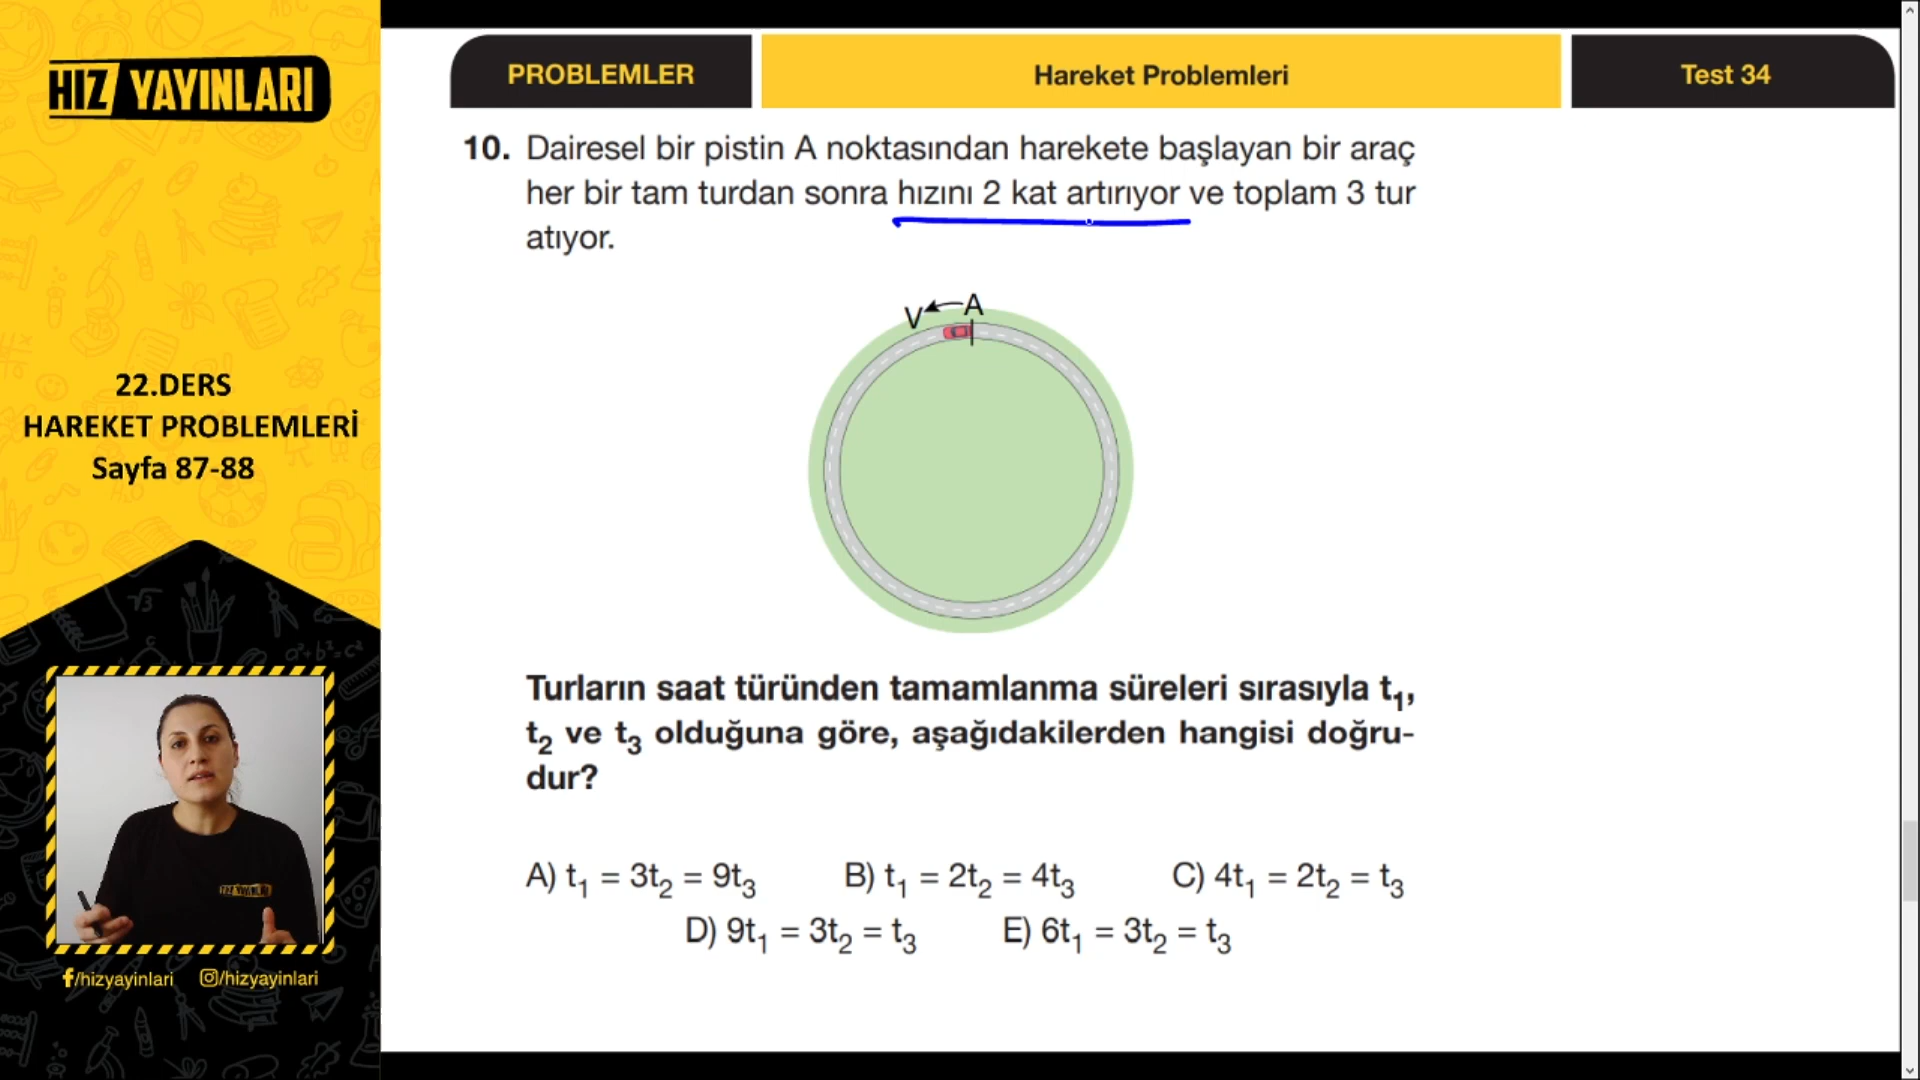 HIZ YAYINLARI
22.DERS
HAREKET PROBLEMLERİ
Sayfa 87-88
/hizyayinlari /hizyayinlari
PROBLEMLER Hareket Problemleri Test 34
10. Dairesel bir pistin A noktasından harekete başlayan bir araç
her bir tam turdan sonra hızını 2 kat artırıyor ve toplam 3 tur
atıyor.
V A
Turların saat türünden tamamlanma süreleri sırasıyla t₁,
t₂ ve t₃ olduğuna göre, aşağıdakilerden hangisi doğru-
dur?
A) t₁ = 3t₂ = 9t₃ B) t₁ = 2t₂ = 4t₃ C) 4t₁ = 2t₂ = t₃
D) 9t₁ = 3t₂ = t₃ E) 6t₁ = 3t₂ = t₃